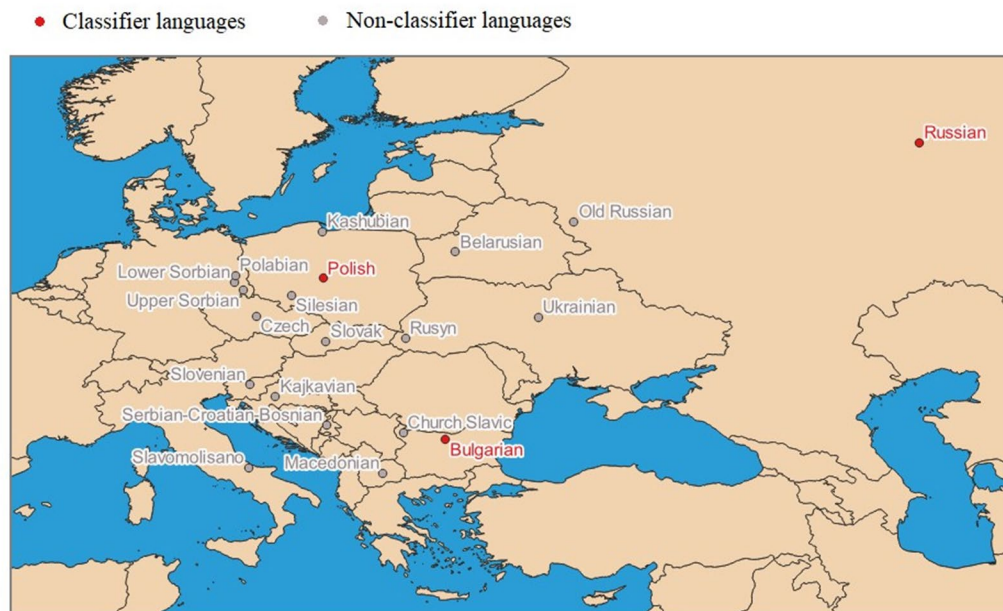 Classifier languages
Non-classifier languages
Russian
Old Russian
Kashubian
Belarusian
Polabian
Lower Sorbian
Polish
Upper Sorbian
Silesian
Ukrainian
Czech
Slovák
Rusyn
Slovenian
Kajkavian
Serbian-Croatian-Bosnian
Church Slavic
Bulgarian
Slavomolisano
Macedonian